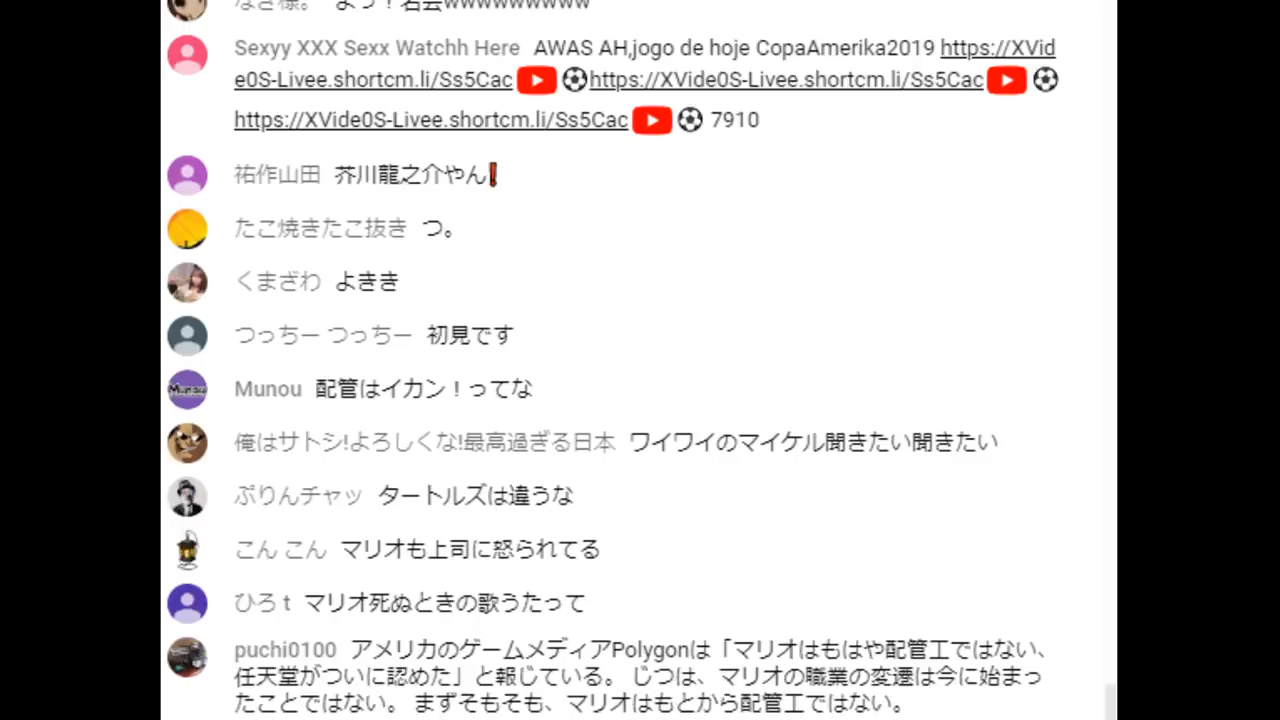 なぎ様。 よっ！名芸wwwwwwwwww
Sexyy XXX Sexx Watchh Here AWAS AH,jogo de hoje CopaAmerika2019 https://XVid
e0S-Livee.shortcm.li/Ss5Cac https://XVide0S-Livee.shortcm.li/Ss5Cac
https://XVide0S-Livee.shortcm.li/Ss5Cac 7910
祐作山田 芥川龍之介やん❗
たこ焼きたこ抜き つ。
くまざわ よきき
つっちー つっちー 初見です
Munou 配管はイカン！ってな
俺はサトシ!よろしくな!最高過ぎる日本 ワイワイのマイケル聞きたい聞きたい
ぷりんチャッ タートルズは違うな
こん こん マリオも上司に怒られてる
ひろ t マリオ死ぬときの歌うたって
puchi0100 アメリカのゲームメディアPolygonは「マリオはもはや配管工ではない、
任天堂がついに認めた」と報じている。 じつは、マリオの職業の変遷は今に始まっ
たことではない。 まずそもそも、マリオはもとから配管工ではない。